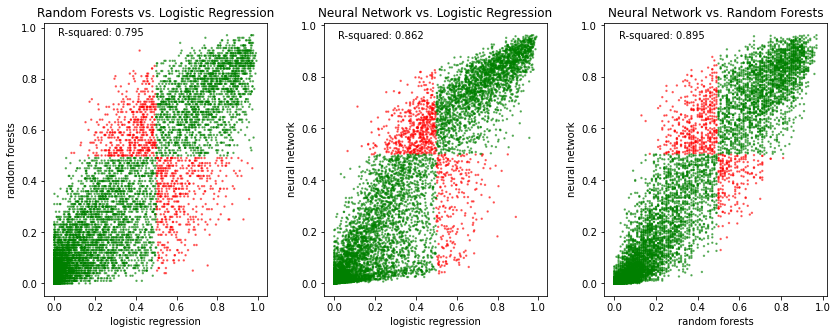 Random Forests vs. Logistic Regression
R-squared: 0.795
1.0
0.8
0.6
0.4
0.2
0.0
random forests
0.0 0.2 0.4 0.6 0.8 1.0
logistic regression
Neural Network vs. Logistic Regression
R-squared: 0.862
1.0
0.8
0.6
0.4
0.2
0.0
neural network
0.0 0.2 0.4 0.6 0.8 1.0
logistic regression
Neural Network vs. Random Forests
R-squared: 0.895
1.0
0.8
0.6
0.4
0.2
0.0
neural network
0.0 0.2 0.4 0.6 0.8 1.0
random forests